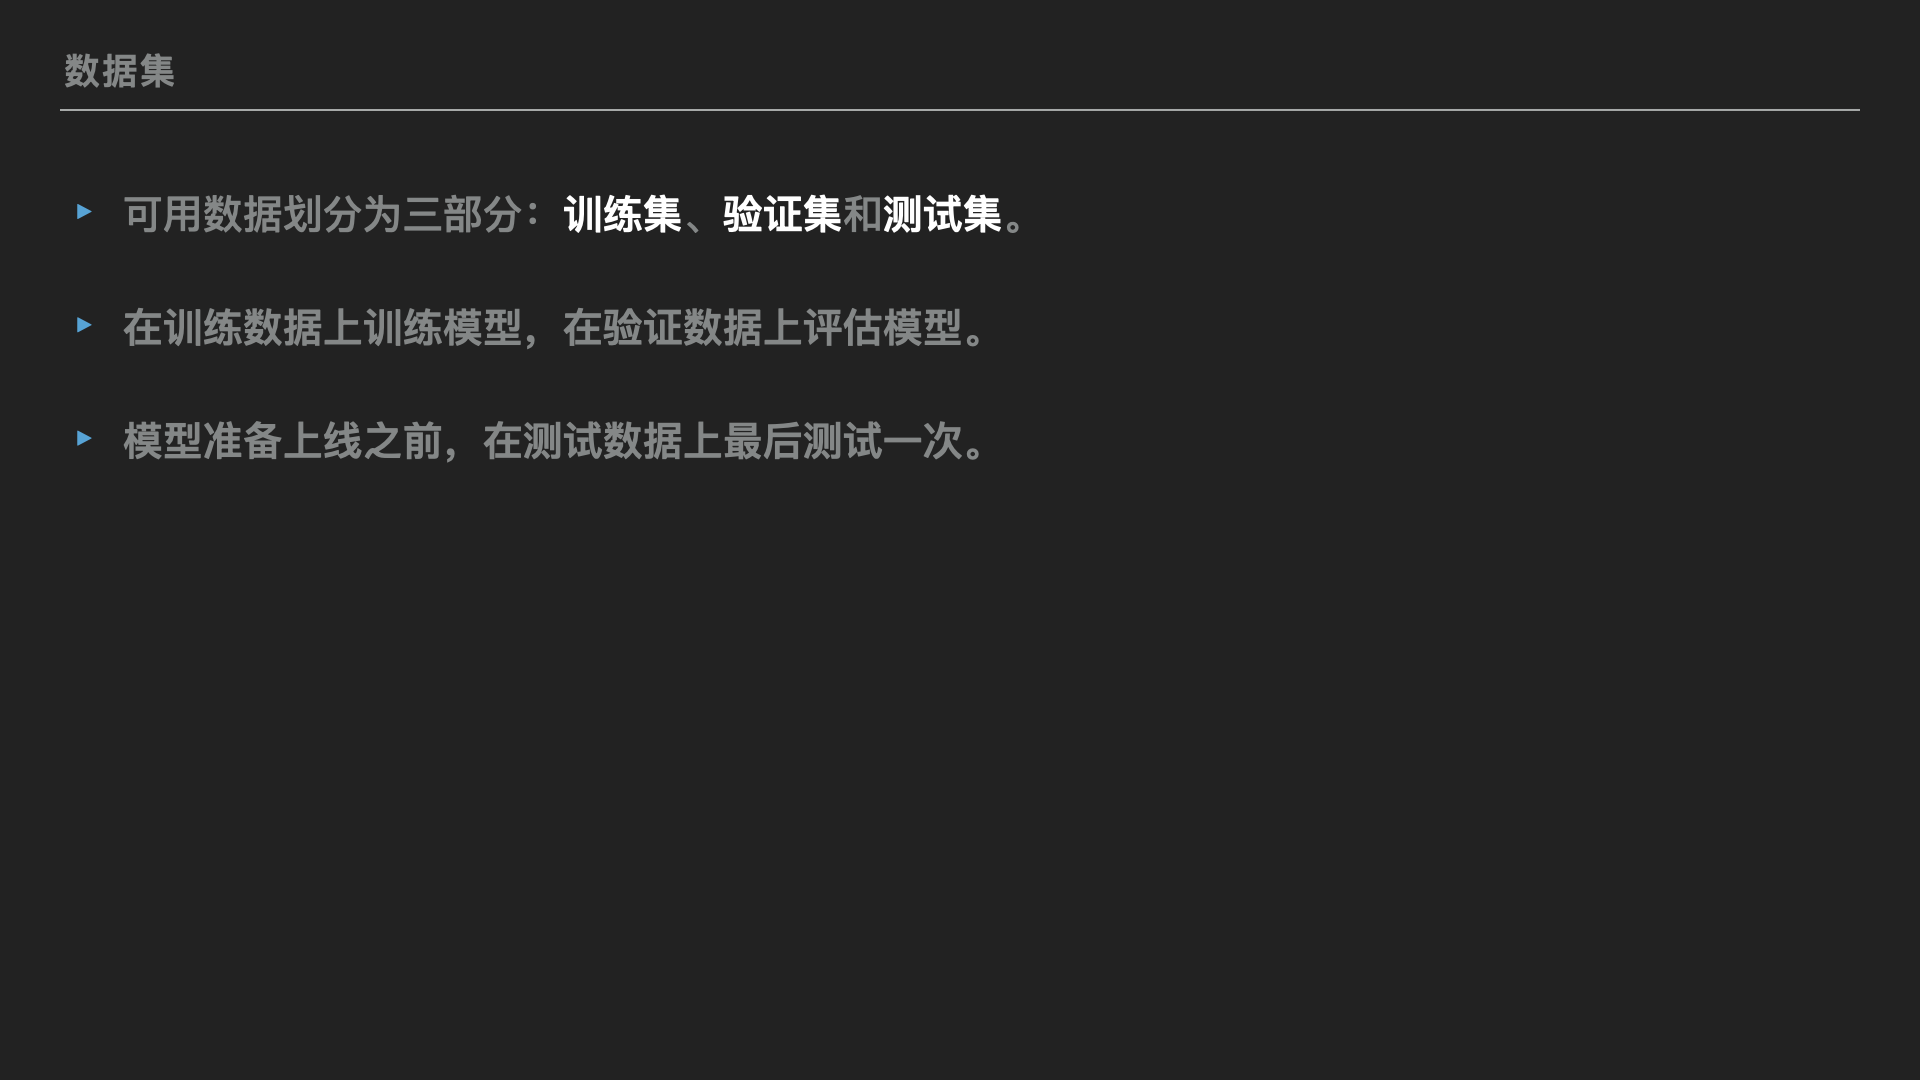 数据集
可用数据划分为三部分：训练集、验证集和测试集。
在训练数据上训练模型，在验证数据上评估模型。
模型准备上线之前，在测试数据上最后测试一次。